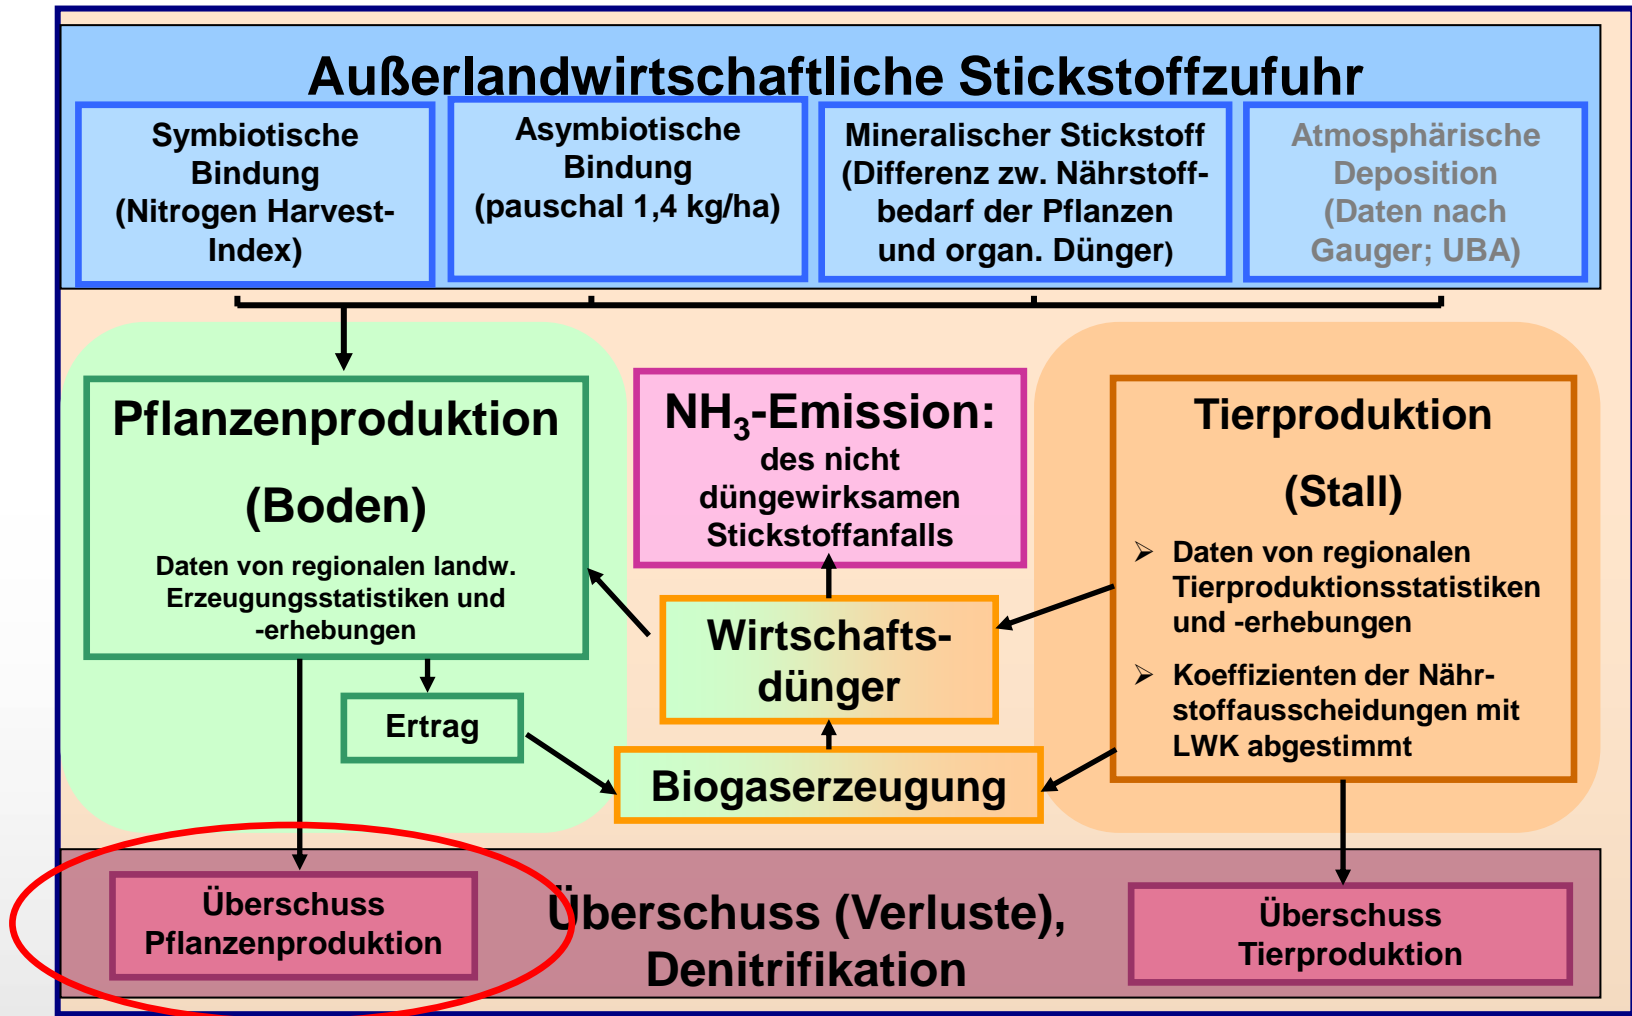 Außerlandwirtschaftliche Stickstoffzufuhr
Symbiotische
Bindung
(Nitrogen Harvest-
Index)
Asymbiotische
Bindung
(pauschal 1,4 kg/ha)
Mineralischer Stickstoff
(Differenz zw. Nährstoff-
bedarf der Pflanzen
und organ. Dünger)
Atmosphärische
Deposition
(Daten nach
Gauger; UBA)
Pflanzenproduktion
(Boden)
Daten von regionalen landw.
Erzeugungsstatistiken und
-erhebungen
Ertrag
NH₃-Emission:
des nicht
düngewirksamen
Stickstoffanfalls
Wirtschafts-
dünger
Biogaserzeugung
Tierproduktion
(Stall)
➢ Daten von regionalen
Tierproduktionsstatistiken
und -erhebungen
➢ Koeffizienten der Nähr-
stoffausscheidungen mit
LWK abgestimmt
Überschuss
Pflanzenproduktion
Überschuss (Verluste),
Denitrifikation
Überschuss
Tierproduktion